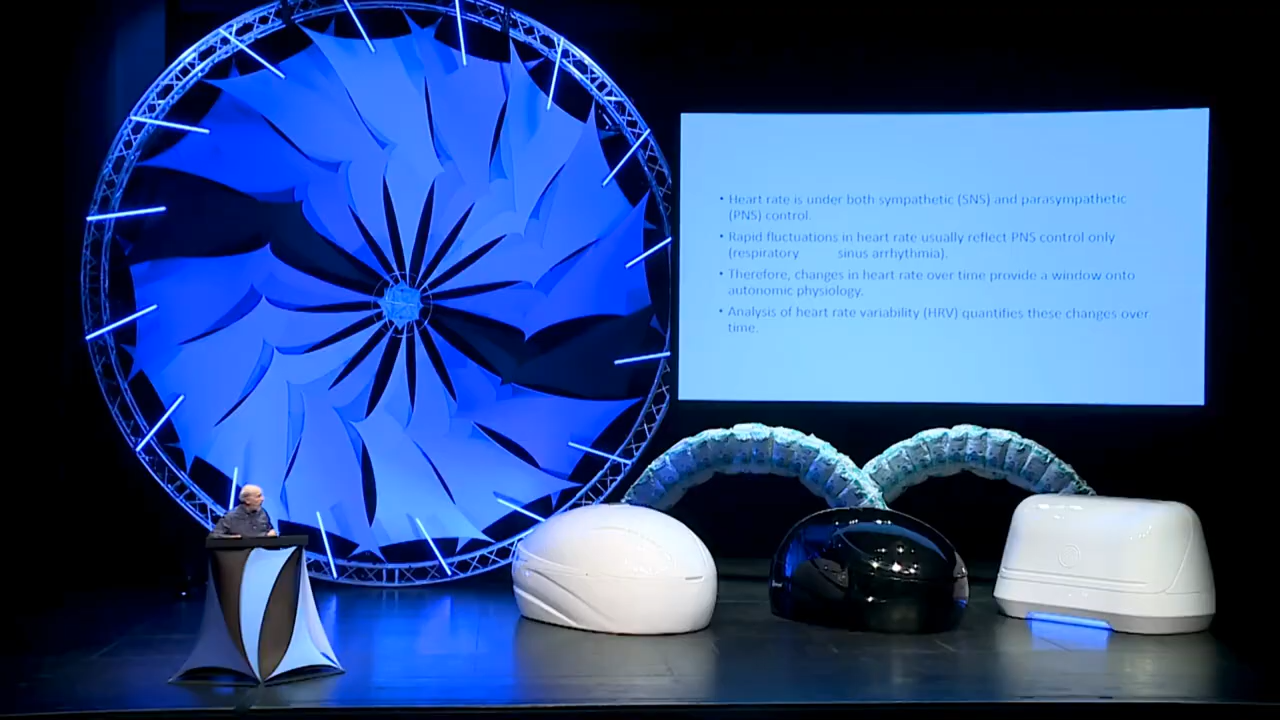 • Heart rate is under both sympathetic (SNS) and parasympathetic
(PNS) control.
• Rapid fluctuations in heart rate usually reflect PNS control only
(respiratory sinus arrhythmia).
• Therefore, changes in heart rate over time provide a window onto
autonomic physiology.
• Analysis of heart rate variability (HRV) quantifies these changes over
time.